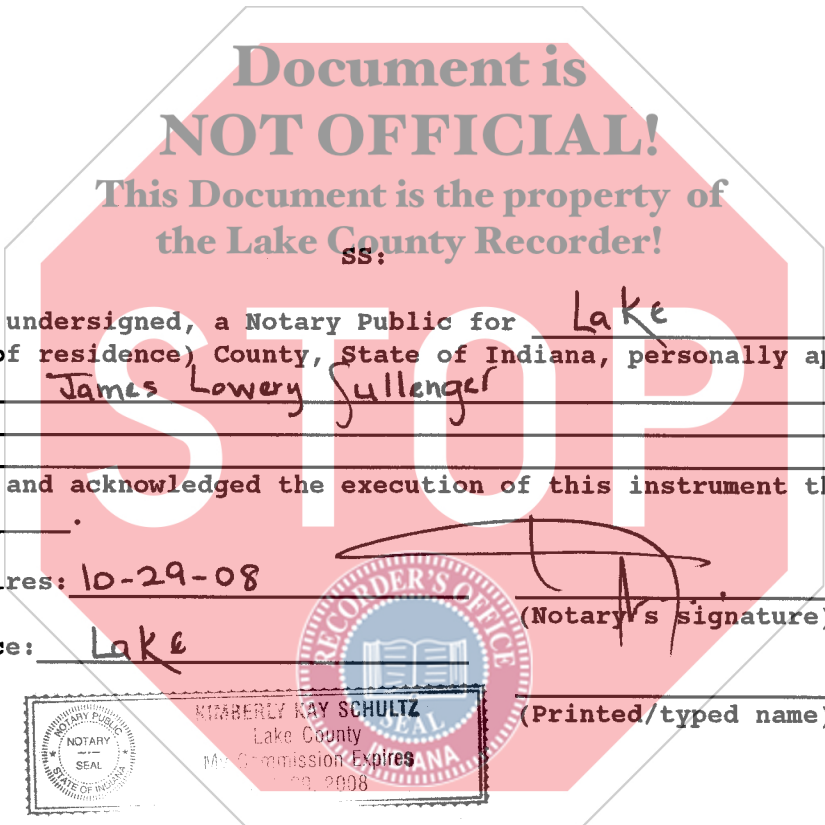 Document is
NOT OFFICIAL!
This Document is the property of
the Lake County Recorder!
SS:
STOP
undersigned, a Notary Public for Lake
of residence) County, State of Indiana, personally ap
James Lowery Sullenger
and acknowledged the execution of this instrument th
.
res: 10-29-08
(Notary's signature)
e: Lake
(Printed/typed name)
RECORDER'S OFFICE
SEAL
INDIANA
NOTARY PUBLIC
NOTARY
SEAL
STATE OF INDIANA
KIMBERLY KAY SCHULTZ
Lake County
My Commission Expires
29, 2008